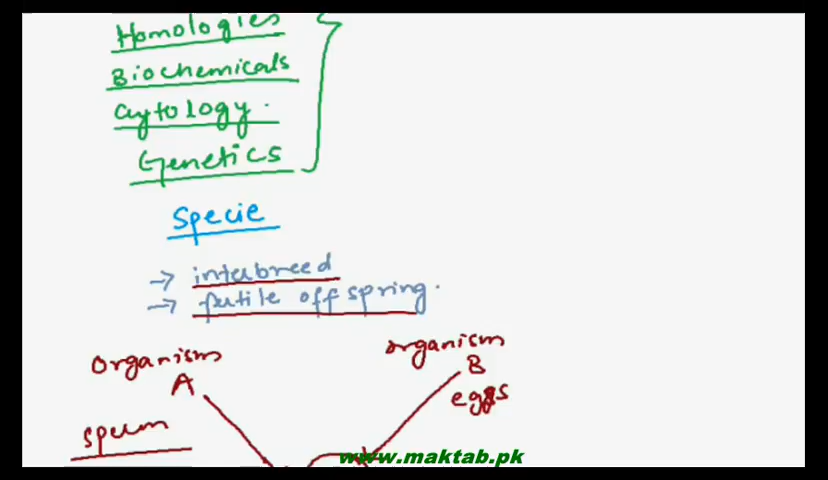 Homologies
Biochemicals
Cytology.
Genetics
Specie
→ interbreed
→ fertile offspring.
organism A
organism B
eggs
sperm
www.maktab.pk